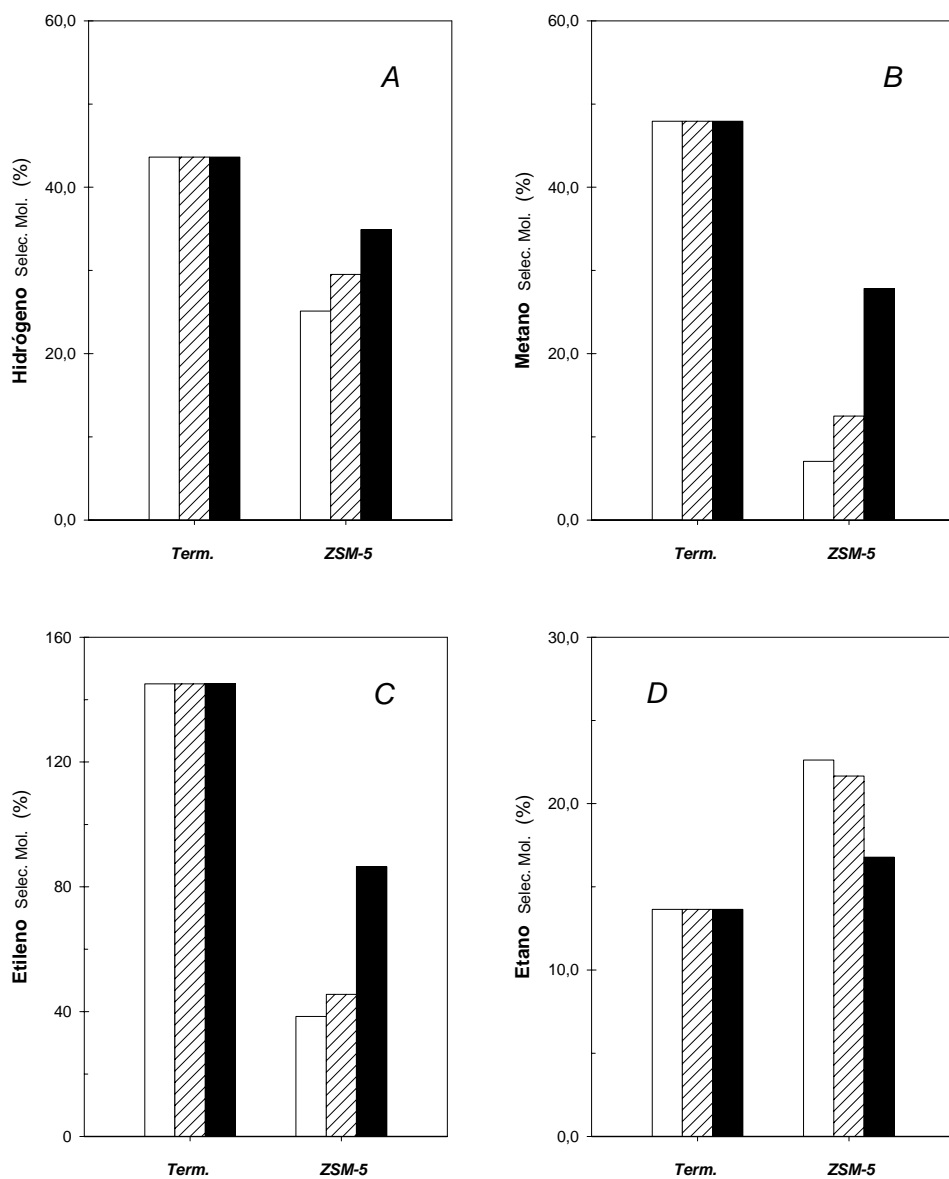 60,0
40,0
20,0
0,0
Hidrógeno Selec. Mol. (%)
A
Term.
ZSM-5
60,0
40,0
20,0
0,0
Metano Selec. Mol. (%)
B
Term.
ZSM-5
160
120
80
40
0
Etileno Selec. Mol. (%)
C
Term.
ZSM-5
30,0
20,0
10,0
0,0
Etano Selec. Mol. (%)
D
Term.
ZSM-5